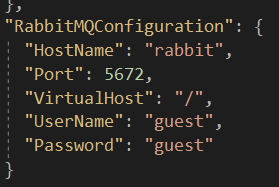 },
"RabbitMQConfiguration": {
"HostName": "rabbit",
"Port": 5672,
"VirtualHost": "/",
"UserName": "guest",
"Password": "guest"
}